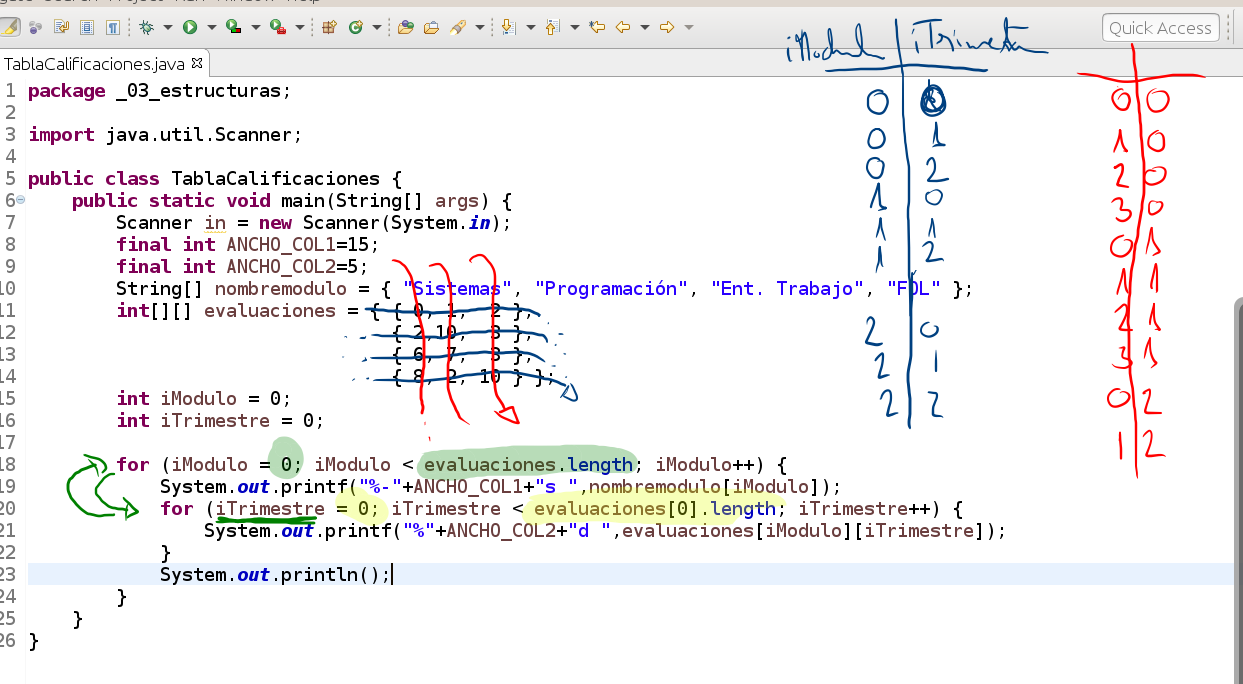 Quick Access
TablaCalificaciones.java
1 package _03_estructuras;
2
3 import java.util.Scanner;
4
5 public class TablaCalificaciones {
6 public static void main(String[] args) {
7 Scanner in = new Scanner(System.in);
8 final int ANCHO_COL1=15;
9 final int ANCHO_COL2=5;
10 String[] nombremodulo = { "Sistemas", "Programación", "Ent. Trabajo", "FOL" };
11 int[][] evaluaciones = { { 0, 1, 2 },
12 { 2,10, 3 },
13 { 6, 7, 3 },
14 { 8, 2, 10 } };
15 int iModulo = 0;
16 int iTrimestre = 0;
17
18 for (iModulo = 0; iModulo < evaluaciones.length; iModulo++) {
19 System.out.printf("%-"+ANCHO_COL1+"s ",nombremodulo[iModulo]);
20 for (iTrimestre = 0; iTrimestre < evaluaciones[0].length; iTrimestre++) {
21 System.out.printf("%"+ANCHO_COL2+"d ",evaluaciones[iModulo][iTrimestre]);
22 }
23 System.out.println();
24 }
25 }
26 }
iModul
0
0 1
0 2
1 0
1 1
1 2
2 0
2 1
2 2
0 0
1 0
2 0
3 0
0 1
1 1
2 1
3 1
0 2
1 2